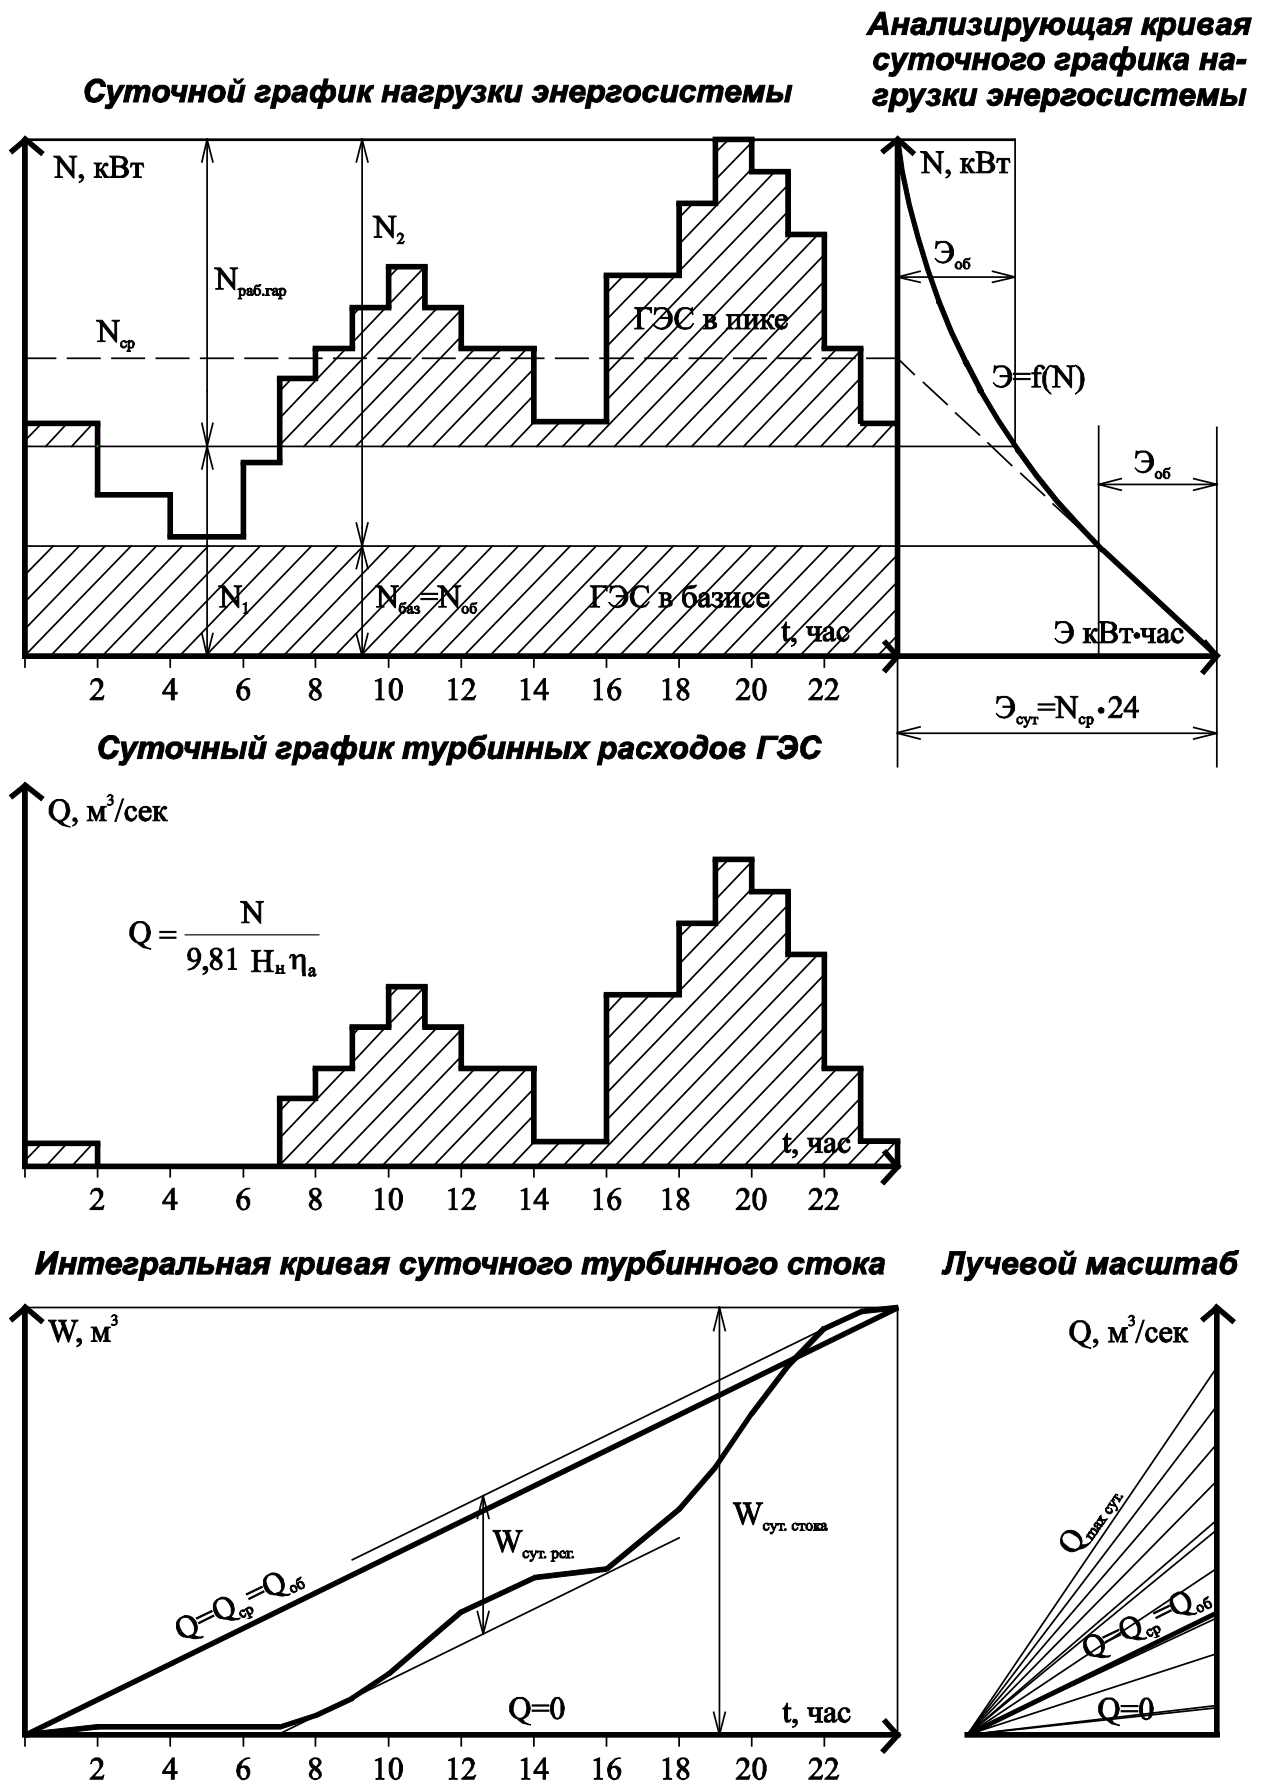 Анализирующая кривая
суточного графика на-
грузки энергосистемы
Суточной график нагрузки энергосистемы
N, кВт
N, кВт
N₂
Nраб.гар
Nср
Эоб
ГЭС в пике
Э=f(N)
Эоб
N₁
Nбаз=Nоб
ГЭС в базисе
t, час
Э кВт•час
2 4 6 8 10 12 14 16 18 20 22
Эсут=Nср•24
Суточный график турбинных расходов ГЭС
Q, м³/сек
Q = N / 9,81 Hн ηа
t, час
2 4 6 8 10 12 14 16 18 20 22
Интегральная кривая суточного турбинного стока
Лучевой масштаб
W, м³
Q, м³/сек
Wсут. стока
Wсут. рег.
Qmax сут.
Q=Qср=Qоб
Q=Qср=Qоб
Q=0
t, час
Q=0
2 4 6 8 10 12 14 16 18 20 22